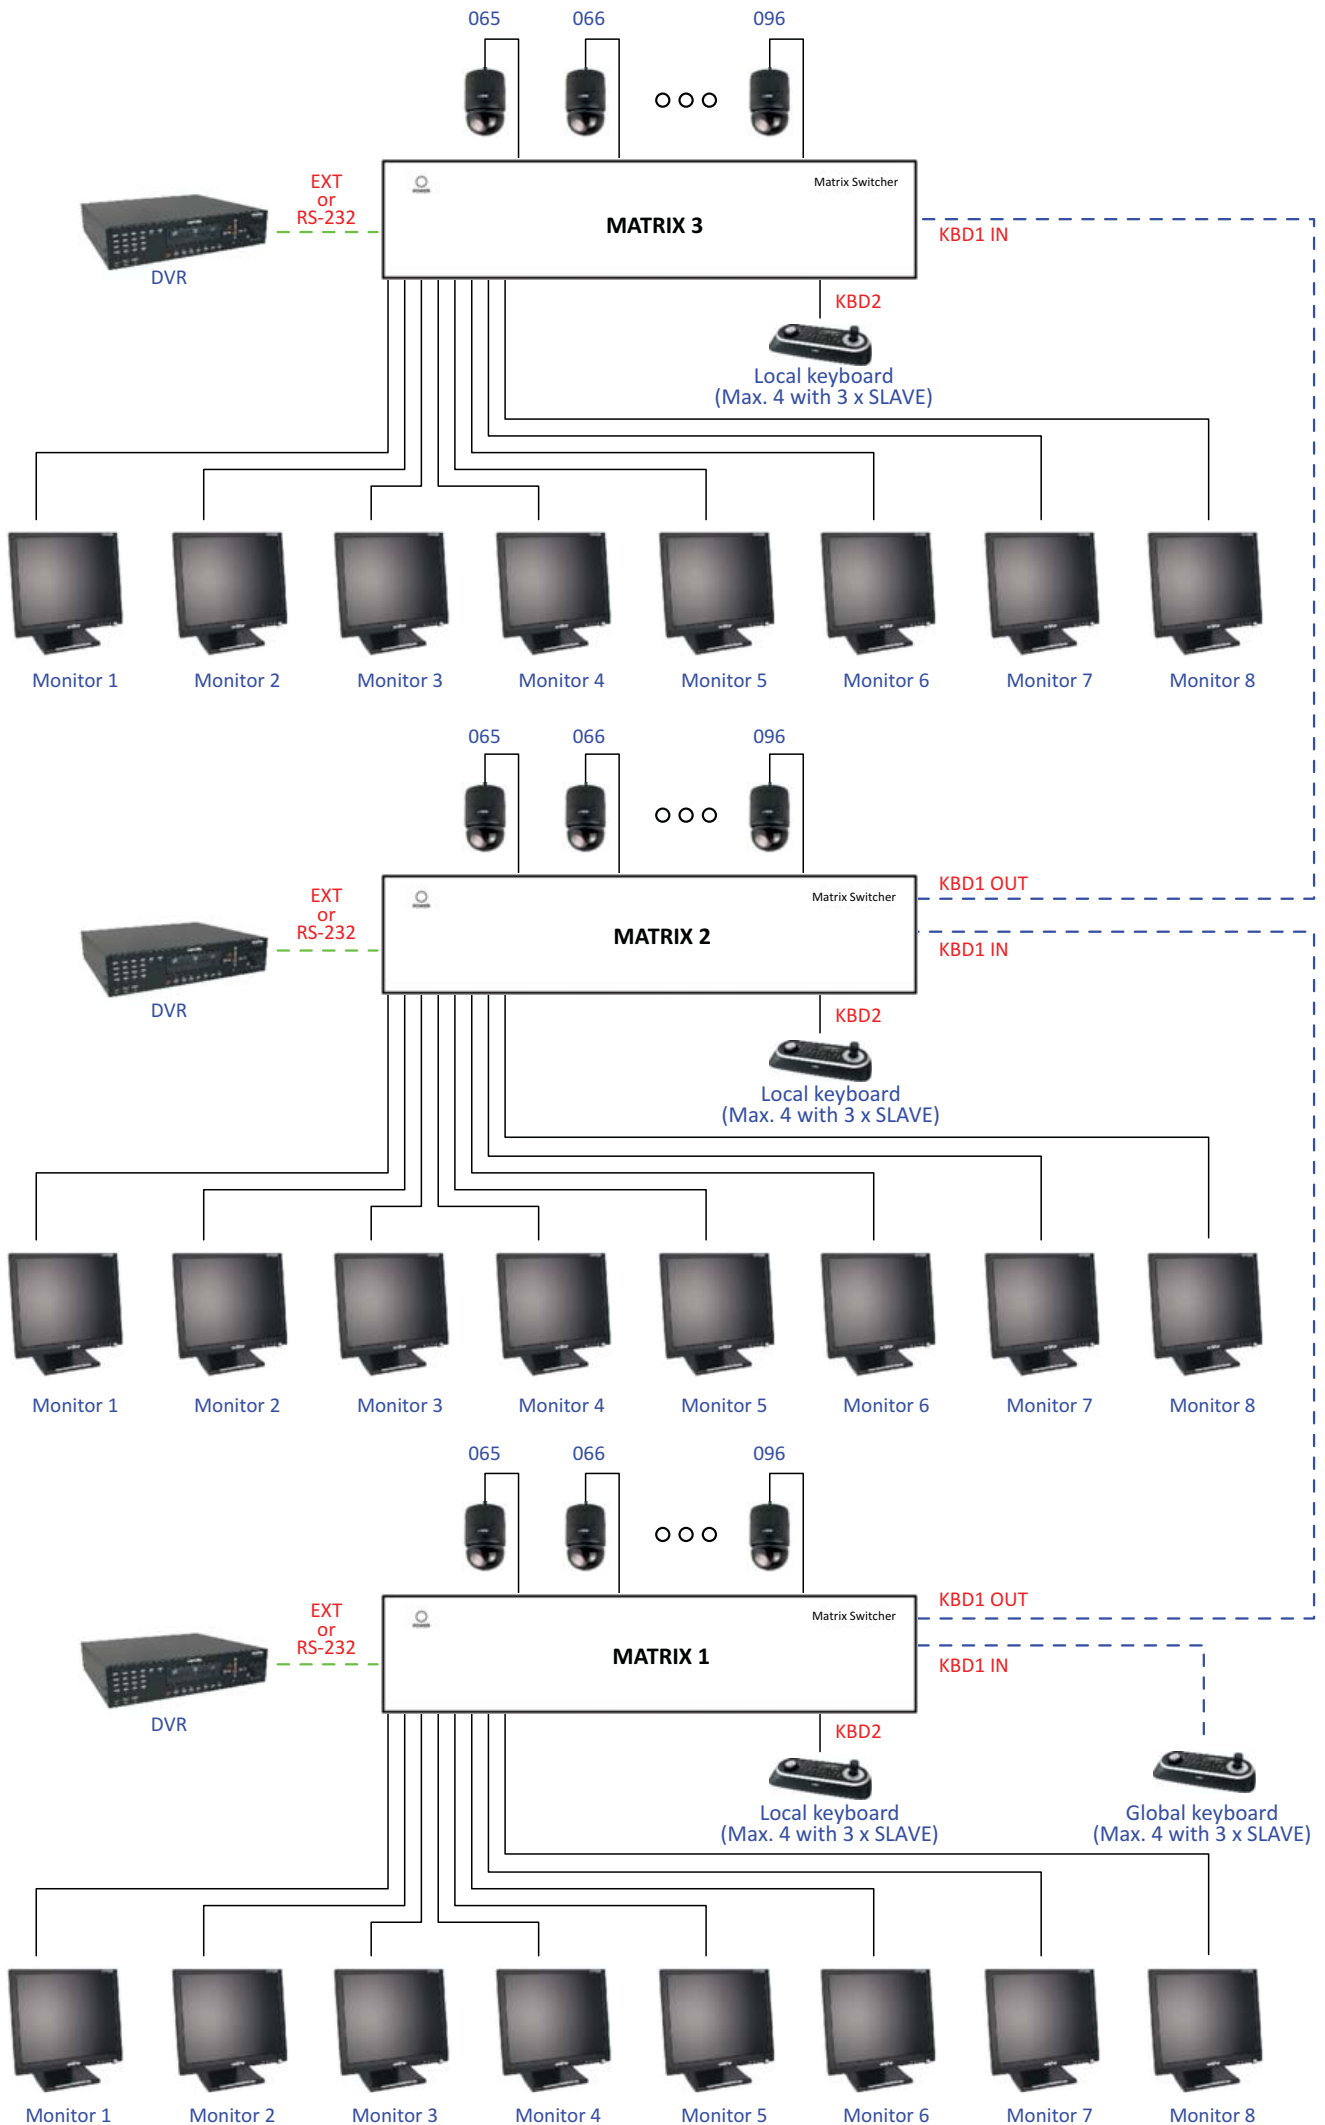 065 066 096
Matrix Switcher
POWER
EXT
or
RS-232
MATRIX 3
KBD1 IN
DVR
KBD2
Local keyboard
(Max. 4 with 3 x SLAVE)
Monitor 1 Monitor 2 Monitor 3 Monitor 4 Monitor 5 Monitor 6 Monitor 7 Monitor 8
065 066 096
KBD1 OUT
Matrix Switcher
POWER
EXT
or
RS-232
MATRIX 2
KBD1 IN
DVR
KBD2
Local keyboard
(Max. 4 with 3 x SLAVE)
Monitor 1 Monitor 2 Monitor 3 Monitor 4 Monitor 5 Monitor 6 Monitor 7 Monitor 8
065 066 096
KBD1 OUT
Matrix Switcher
POWER
EXT
or
RS-232
MATRIX 1
KBD1 IN
DVR
KBD2
Local keyboard
(Max. 4 with 3 x SLAVE)
Global keyboard
(Max. 4 with 3 x SLAVE)
Monitor 1 Monitor 2 Monitor 3 Monitor 4 Monitor 5 Monitor 6 Monitor 7 Monitor 8